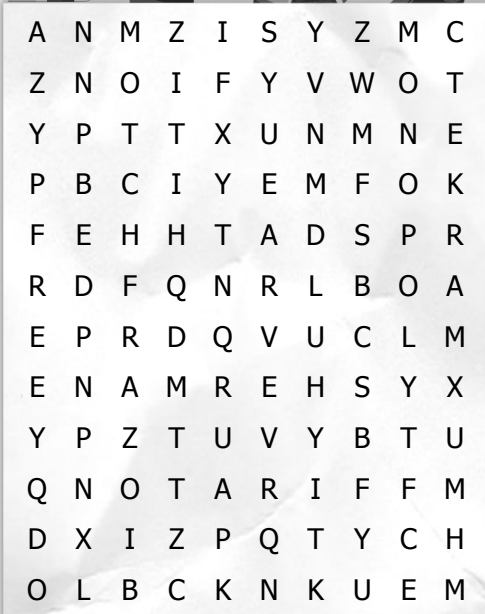 A N M Z I S Y Z M C
Z N O I F Y V W O T
Y P T T X U N M N E
P B C I Y E M F O K
F E H H T A D S P R
R D F Q N R L B O A
E P R D Q V U C L M
E N A M R E H S Y X
Y P Z T U V Y B T U
Q N O T A R I F F M
D X I Z P Q T Y C H
O L B C K N K U E M